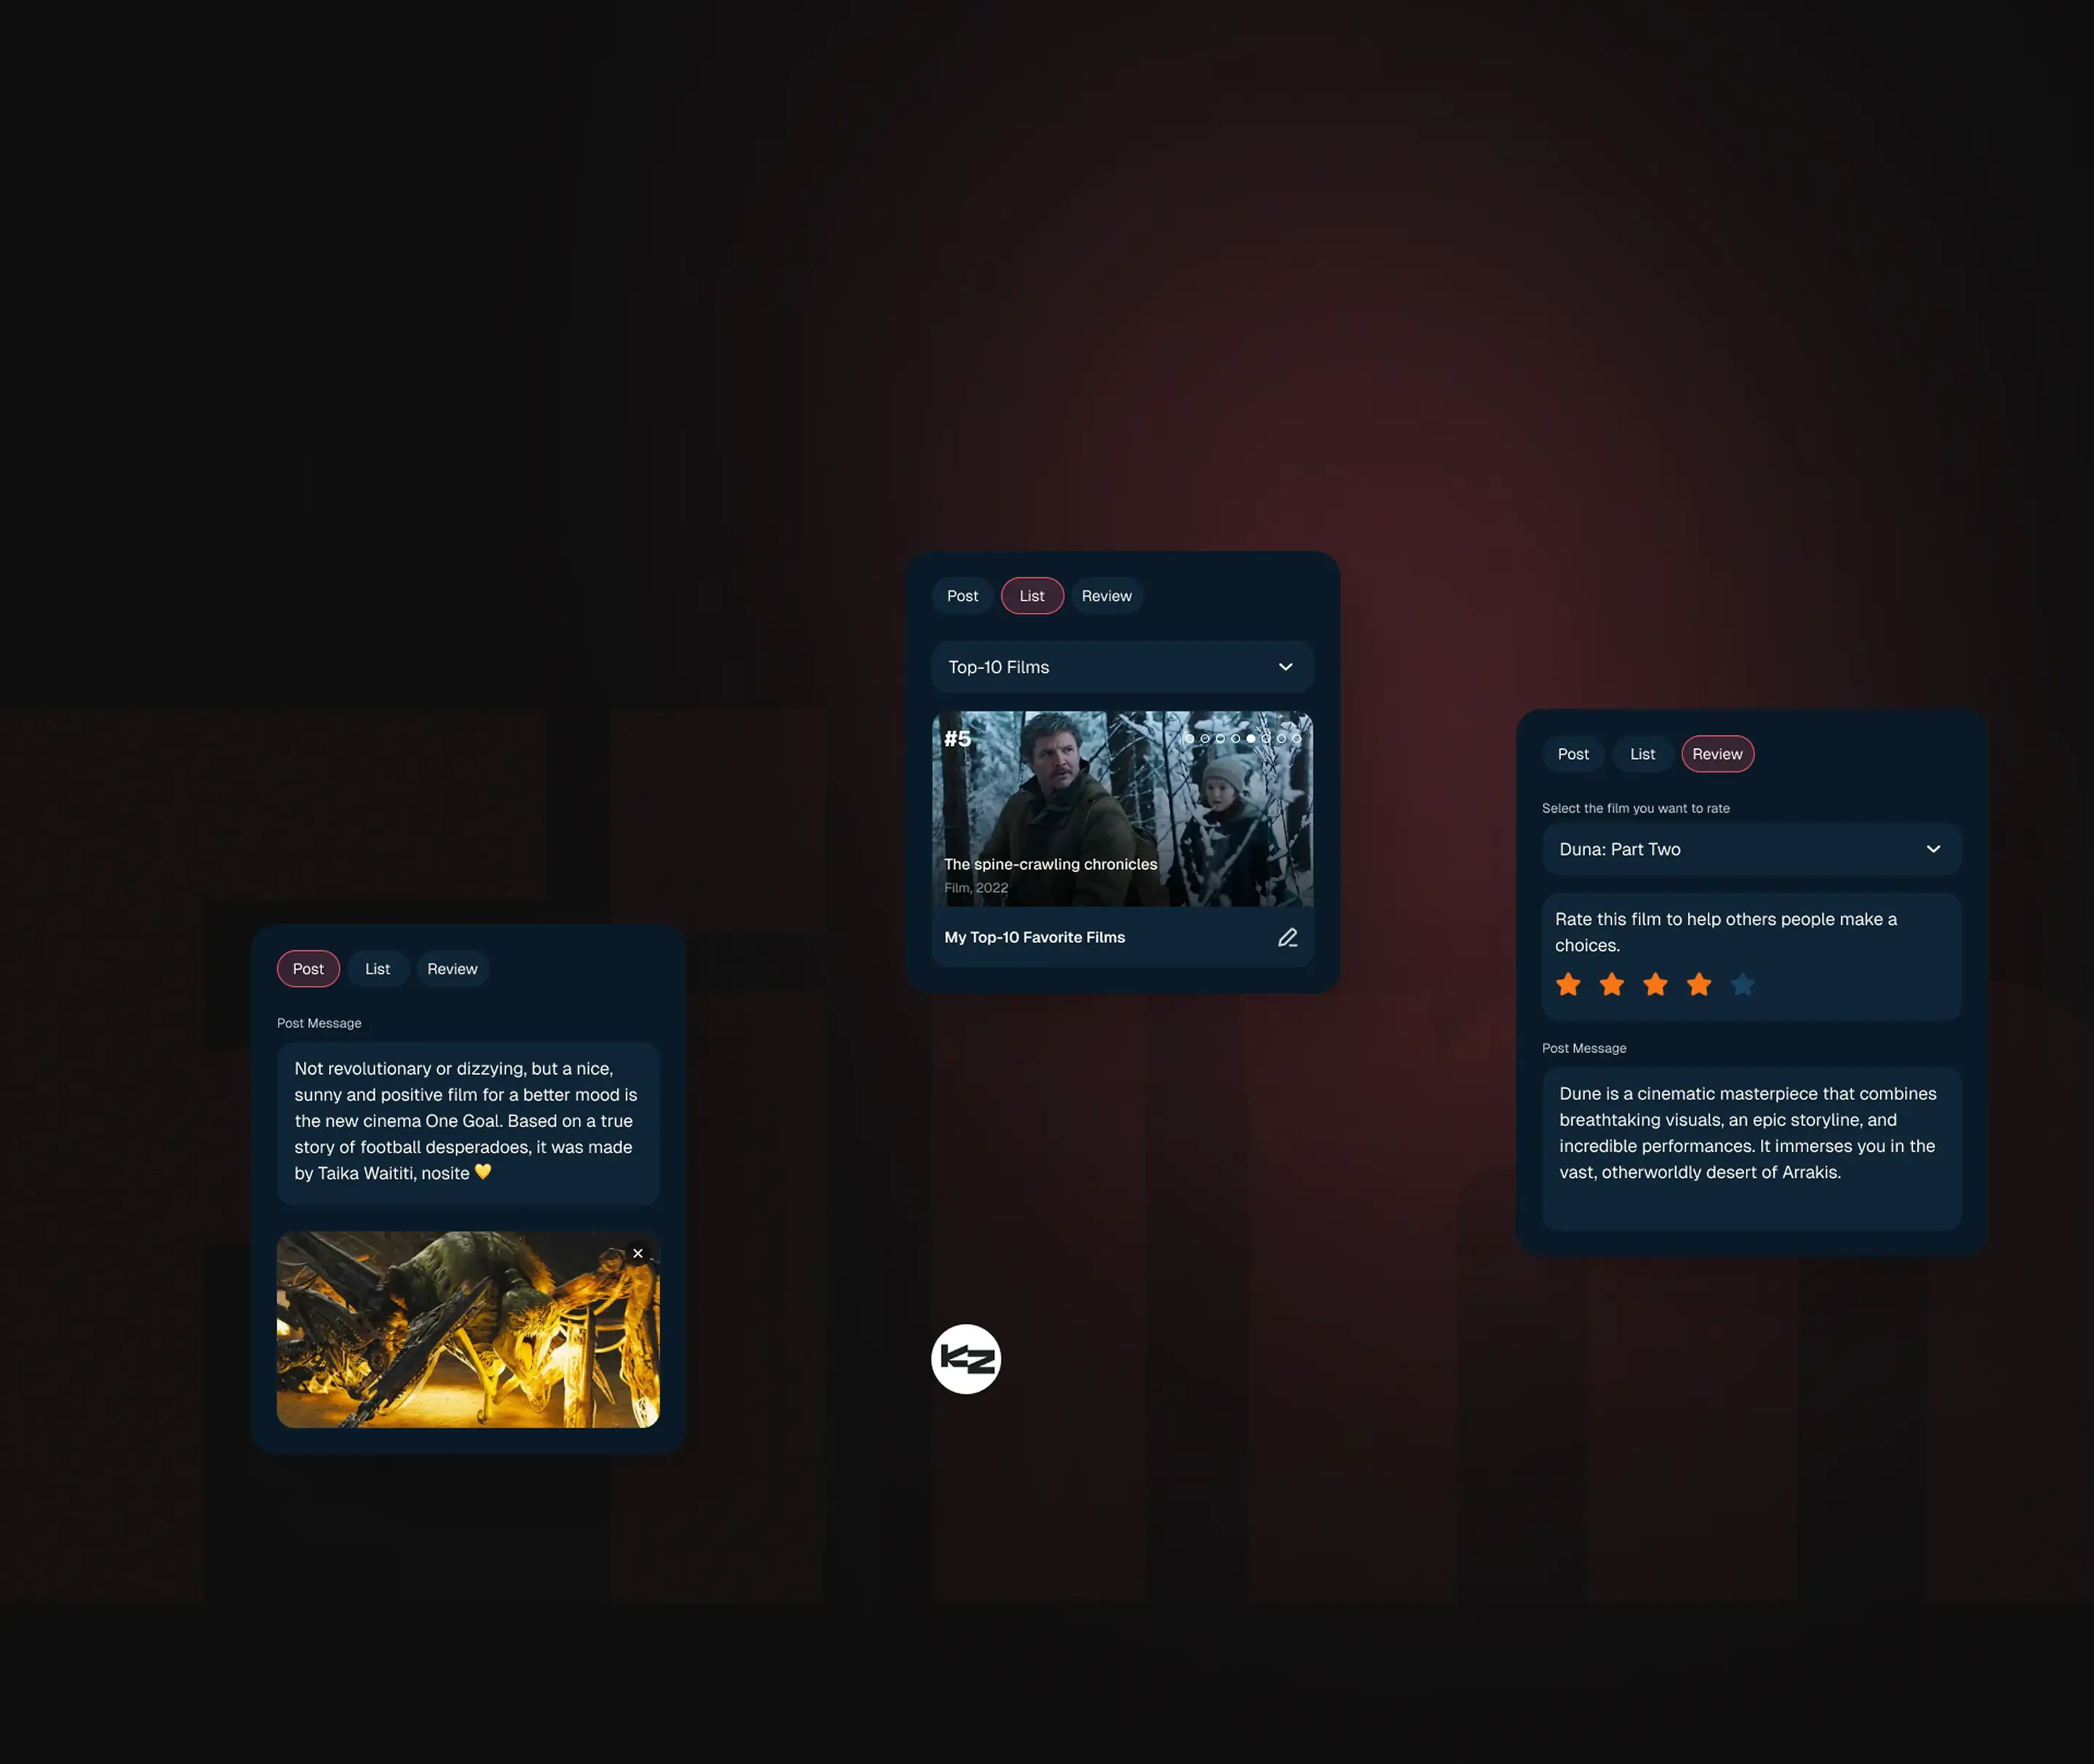 Post
List
Review
Top-10 Films
#5
The spine-crawling chronicles
Film, 2022
My Top-10 Favorite Films
Post
List
Review
Select the film you want to rate
Duna: Part Two
Rate this film to help others people make a
choices.
Post Message
Dune is a cinematic masterpiece that combines
breathtaking visuals, an epic storyline, and
incredible performances. It immerses you in the
vast, otherworldly desert of Arrakis.
Post
List
Review
Post Message
Not revolutionary or dizzying, but a nice,
sunny and positive film for a better mood is
the new cinema One Goal. Based on a true
story of football desperadoes, it was made
by Taika Waititi, nosite 💛
KZ